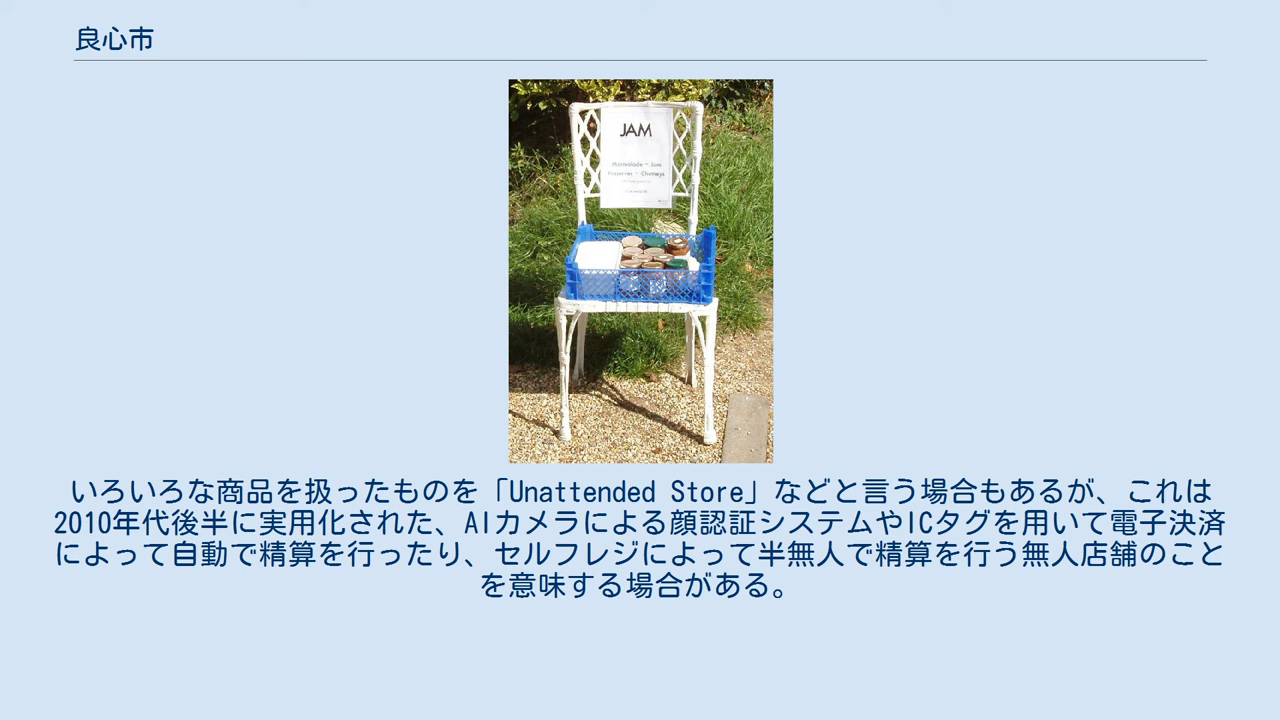 良心市
JAM
Marmalade - Jam
Preserves - Chutneys
いろいろな商品を扱ったものを「Unattended Store」などと言う場合もあるが、これは
2010年代後半に実用化された、AIカメラによる顔認証システムやICタグを用いて電子決済
によって自動で精算を行ったり、セルフレジによって半無人で精算を行う無人店舗のこと
を意味する場合がある。